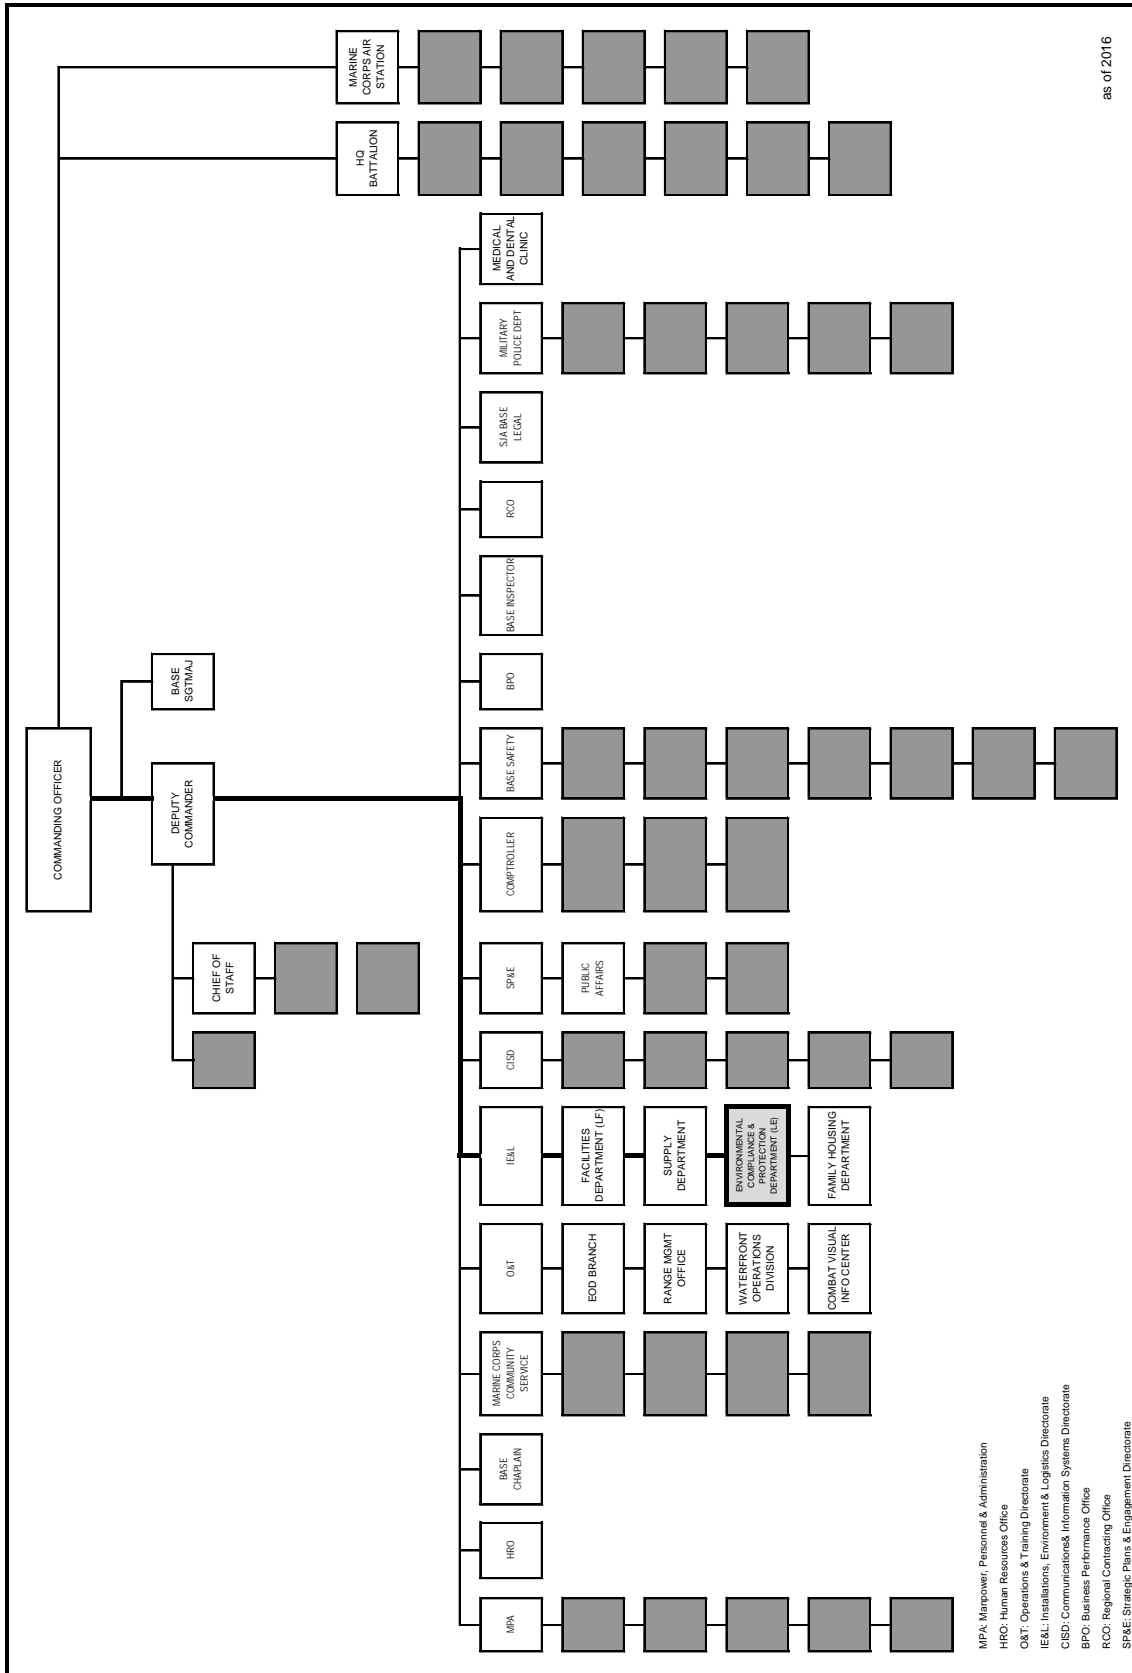 COMMANDING OFFICER
DEPUTY
COMMANDER
BASE
SGTMAJ
CHIEF OF
STAFF
MARINE
CORPS AIR
STATION
HQ
BATTALION
MPA
HRO
BASE
CHAPLAIN
MARINE CORPS
COMMUNITY
SERVICE
O&T
IE&L
CISD
SP&E
COMPTROLLER
BASE SAFETY
BPO
BASE INSPECTOR
RCO
SJA BASE
LEGAL
MILITARY
POLICE DEPT
MEDICAL
AND DENTAL
CLINIC
EOD BRANCH
FACILITIES
DEPARTMENT (LF)
PUBLIC
AFFAIRS
RANGE MGMT
OFFICE
SUPPLY
DEPARTMENT
WATERFRONT
OPERATIONS
DIVISION
ENVIRONMENTAL
COMPLIANCE &
PROTECTION
DEPARTMENT (LE)
COMBAT VISUAL
INFO CENTER
FAMILY HOUSING
DEPARTMENT
MPA: Manpower, Personnel & Administration
HRO: Human Resources Office
O&T: Operations & Training Directorate
IE&L: Installations, Environment & Logistics Directorate
CISD: Communications& Information Systems Directorate
BPO: Business Performance Office
RCO: Regional Contracting Office
SP&E: Strategic Plans & Engagement Directorate
as of 2016